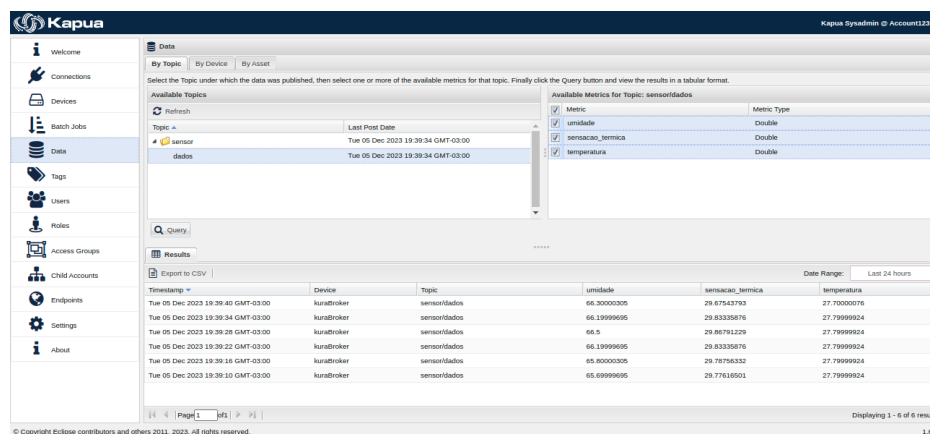 Kapua
Kapua Sysadmin @ Account123
Welcome
Connections
Devices
Batch Jobs
Data
Tags
Users
Roles
Access Groups
Child Accounts
Endpoints
Settings
About
Data
By Topic By Device By Asset
Select the Topic under which the data was published, then select one or more of the available metrics for that topic. Finally click the Query button and view the results in a tabular format.
Available Topics
Refresh
Topic Last Post Date
sensor Tue 05 Dec 2023 19:39:34 GMT-03:00
dados Tue 05 Dec 2023 19:39:34 GMT-03:00
Available Metrics for Topic: sensor/dados
Metric Metric Type
umidade Double
sensacao_termica Double
temperatura Double
Query
Results
Export to CSV Date Range: Last 24 hours
Timestamp Device Topic umidade sensacao_termica temperatura
Tue 05 Dec 2023 19:39:40 GMT-03:00 kuraBroker sensor/dados 66.30000305 29.67543793 27.70000076
Tue 05 Dec 2023 19:39:34 GMT-03:00 kuraBroker sensor/dados 66.19999695 29.83335876 27.79999924
Tue 05 Dec 2023 19:39:28 GMT-03:00 kuraBroker sensor/dados 66.5 29.86791229 27.79999924
Tue 05 Dec 2023 19:39:22 GMT-03:00 kuraBroker sensor/dados 66.19999695 29.83335876 27.79999924
Tue 05 Dec 2023 19:39:16 GMT-03:00 kuraBroker sensor/dados 65.80000305 29.78756332 27.79999924
Tue 05 Dec 2023 19:39:10 GMT-03:00 kuraBroker sensor/dados 65.69999695 29.77616501 27.79999924
Page 1 of 1 Displaying 1 - 6 of 6 resu
© Copyright Eclipse contributors and others 2011, 2023. All rights reserved.